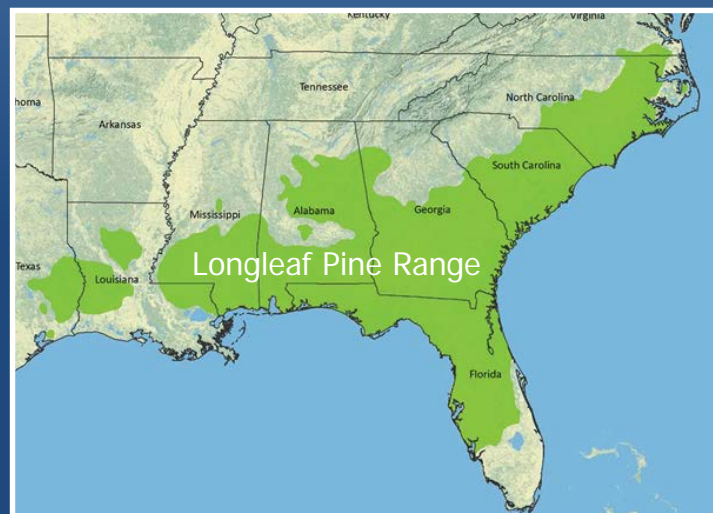 Kentucky
Virginia
homa
Tennessee
North Carolina
Arkansas
South Carolina
Mississippi
Alabama
Georgia
Longleaf Pine Range
Texas
Louisiana
Florida